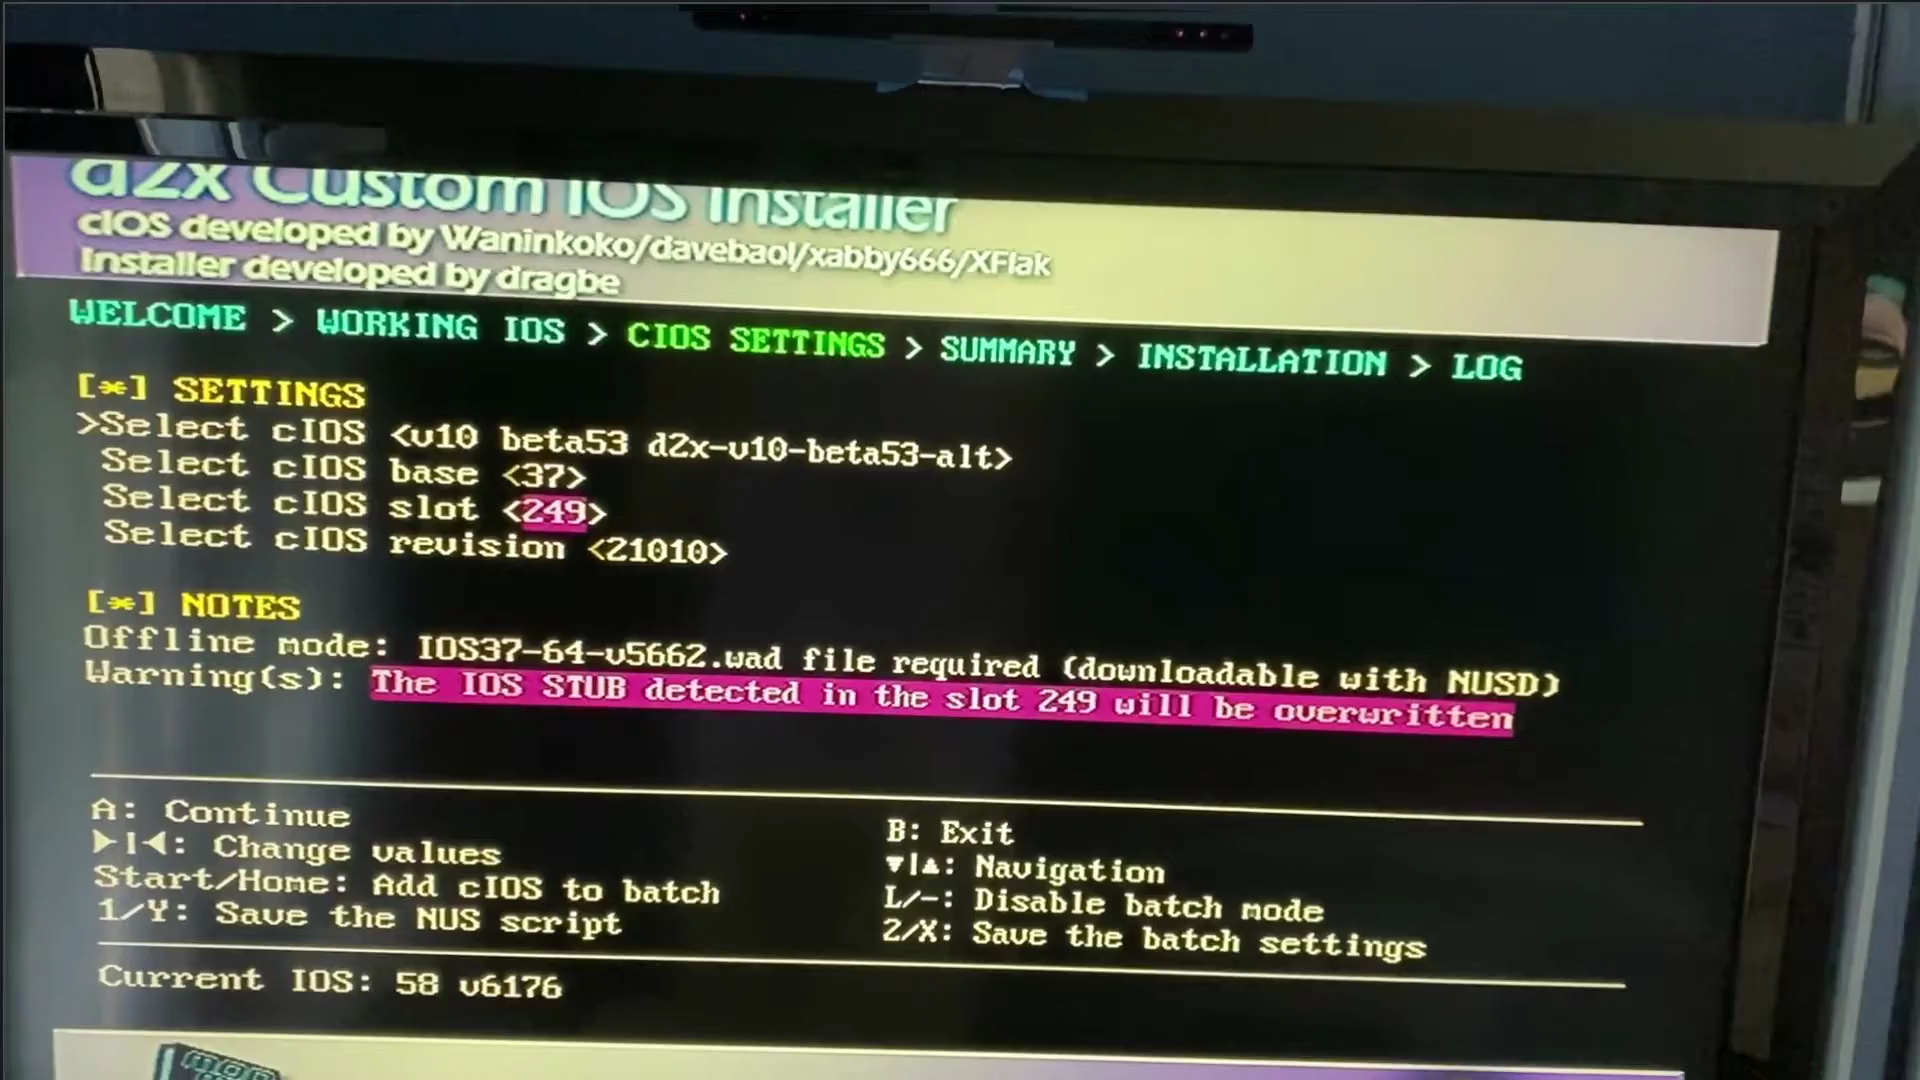 d2x Custom IOS Installer
cIOS developed by Waninkoko/davebaol/xabby666/XFlak
Installer developed by dragbe
WELCOME > WORKING IOS > CIOS SETTINGS > SUMMARY > INSTALLATION > LOG
[*] SETTINGS
>Select cIOS <v10 beta53 d2x-v10-beta53-alt>
Select cIOS base <37>
Select cIOS slot <249>
Select cIOS revision <21010>
[*] NOTES
Offline mode: IOS37-64-v5662.wad file required (downloadable with NUSD)
Warning(s): The IOS STUB detected in the slot 249 will be overwritten
A: Continue
B: Exit
►|◄: Change values
▼|▲: Navigation
Start/Home: Add cIOS to batch
L/-: Disable batch mode
1/Y: Save the NUS script
2/X: Save the batch settings
Current IOS: 58 v6176